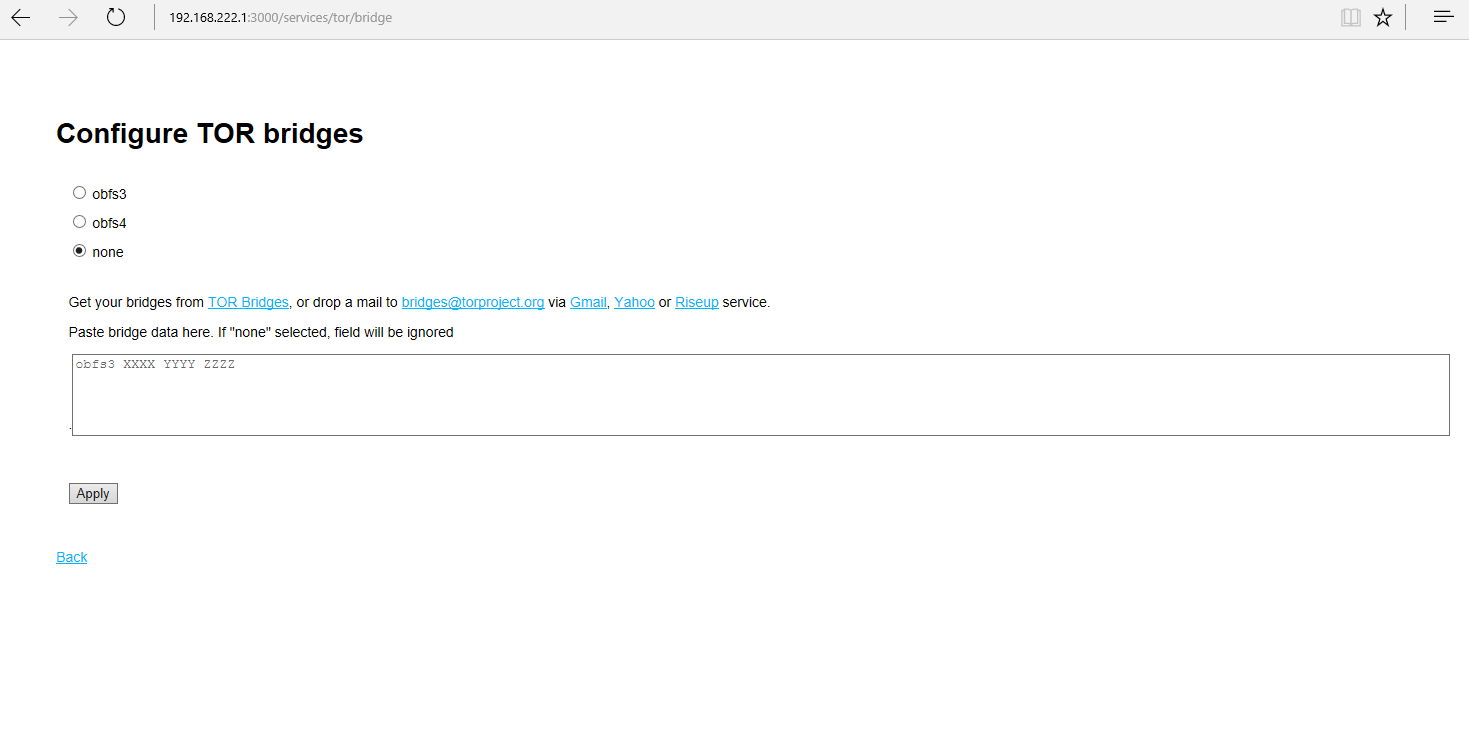 192.168.222.1:3000/services/tor/bridge
Configure TOR bridges
obfs3
obfs4
none
Get your bridges from TOR Bridges, or drop a mail to bridges@torproject.org via Gmail, Yahoo or Riseup service.
Paste bridge data here. If "none" selected, field will be ignored
obfs3 XXXX YYYY ZZZZ
.
Apply
Back